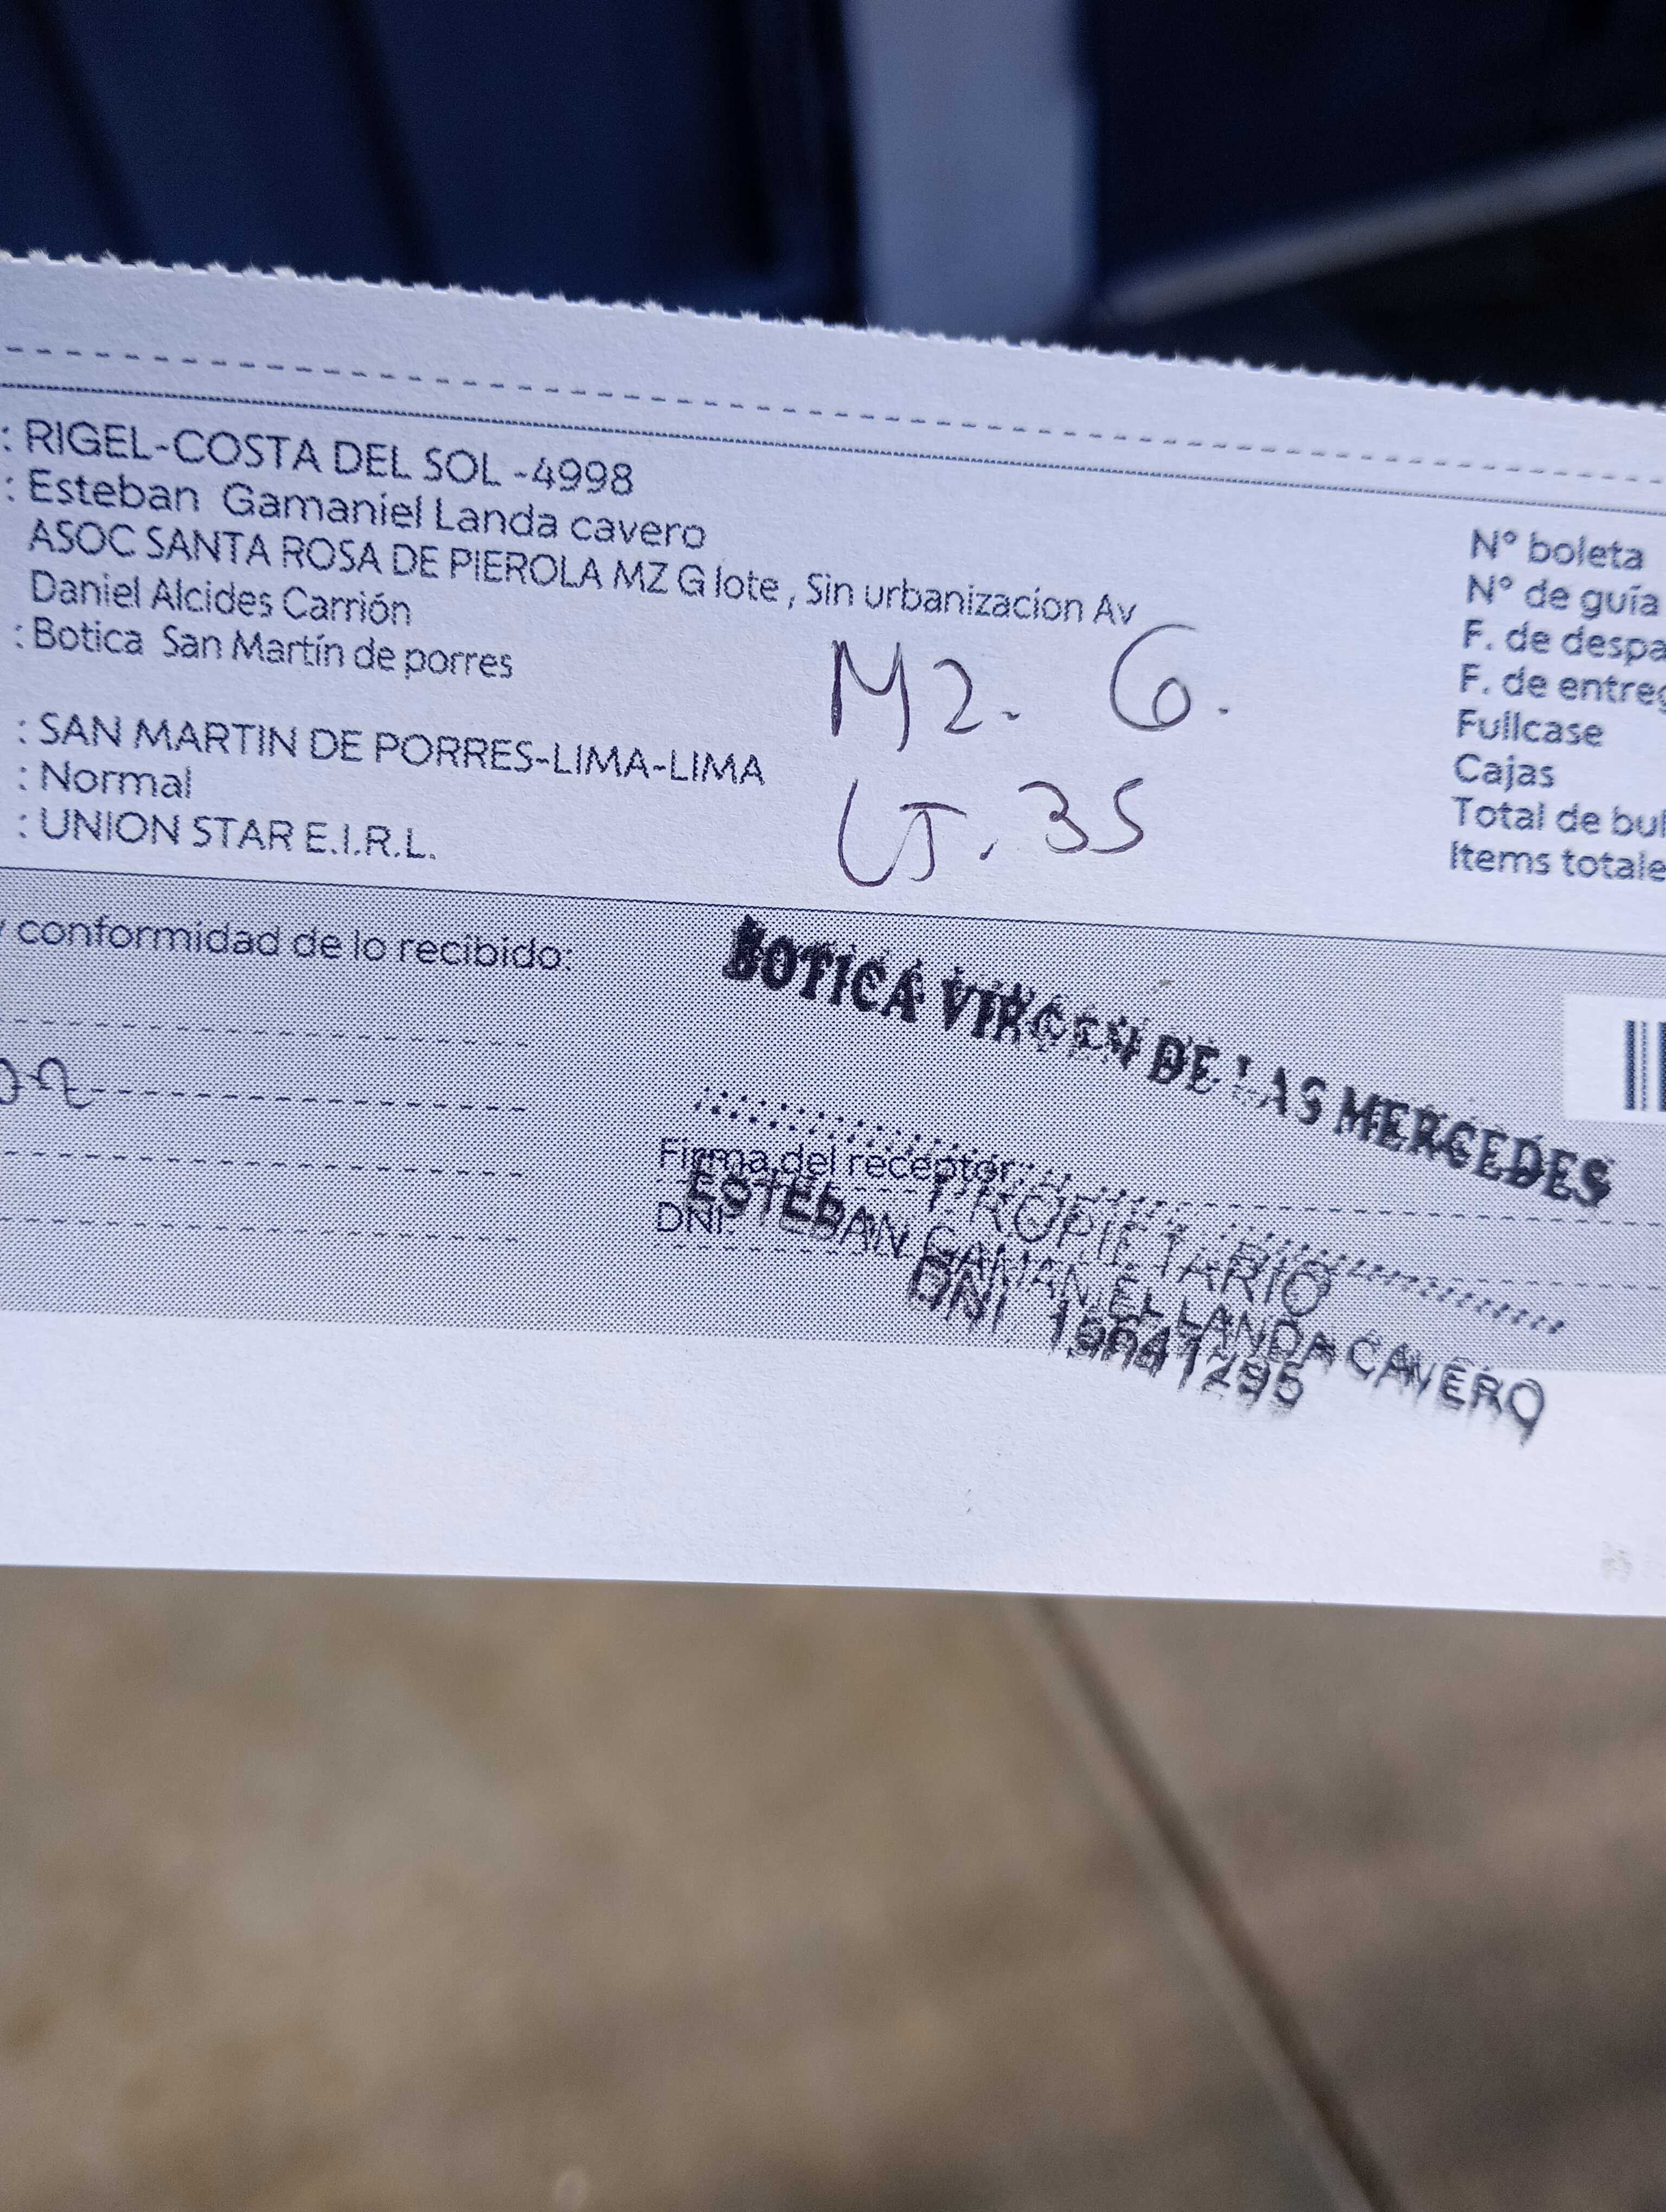 : RIGEL-COSTA DEL SOL -4998
: Esteban Gamaniel Landa cavero
ASOC SANTA ROSA DE PIEROLA MZ G lote , Sin urbanizacion Av
Daniel Alcides Carrión
: Botica San Martín de porres
: SAN MARTIN DE PORRES-LIMA-LIMA
: Normal
: UNION STAR E.I.R.L.
MZ. G.
LT. 35
Nº boleta
Nº de guía
F. de despa
F. de entreg
Fullcase
Cajas
Total de bul
Items totale
y conformidad de lo recibido:
BOTICA VIRGEN DE LAS MERCEDES
Firma del receptor:
DNI
PROPIETARIO
ESTEBAN GAMANIEL LANDA CAVERO
DNI